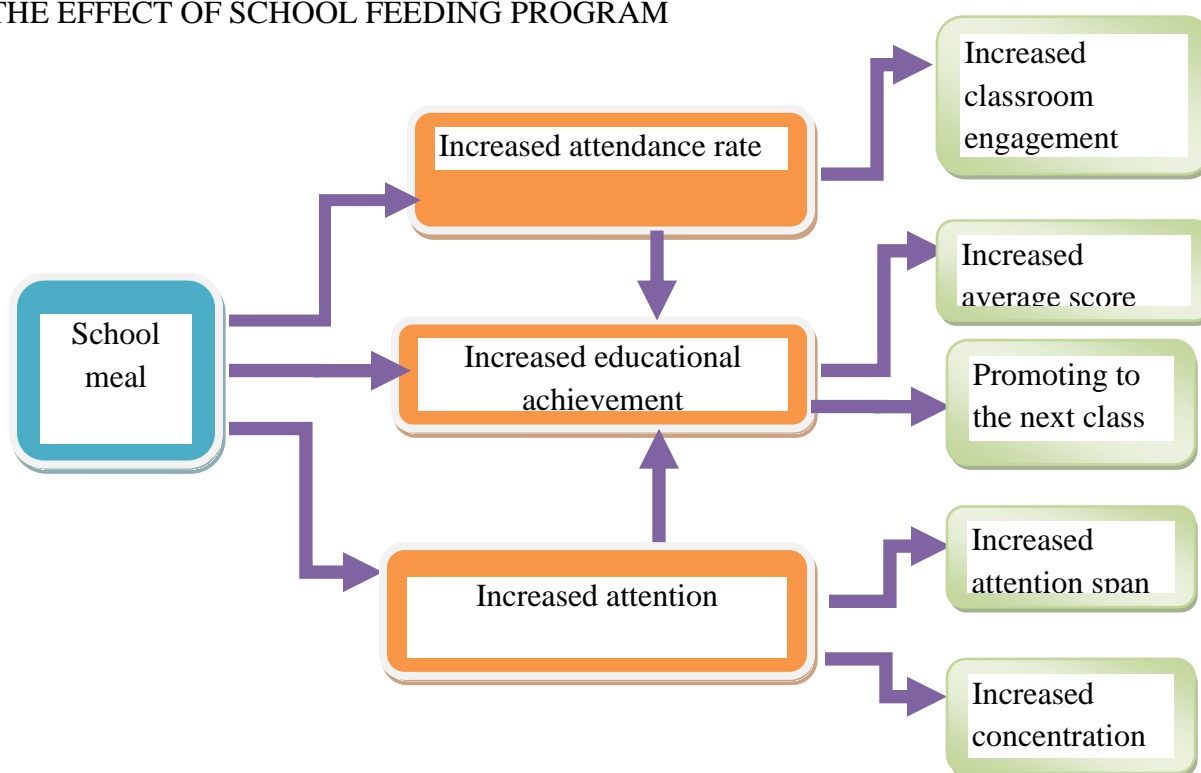 THE EFFECT OF SCHOOL FEEDING PROGRAM
Increased
classroom
engagement
Increased attendance rate
Increased
average score
School
meal
Increased educational
achievement
Promoting to
the next class
Increased
attention span
Increased attention
Increased
concentration